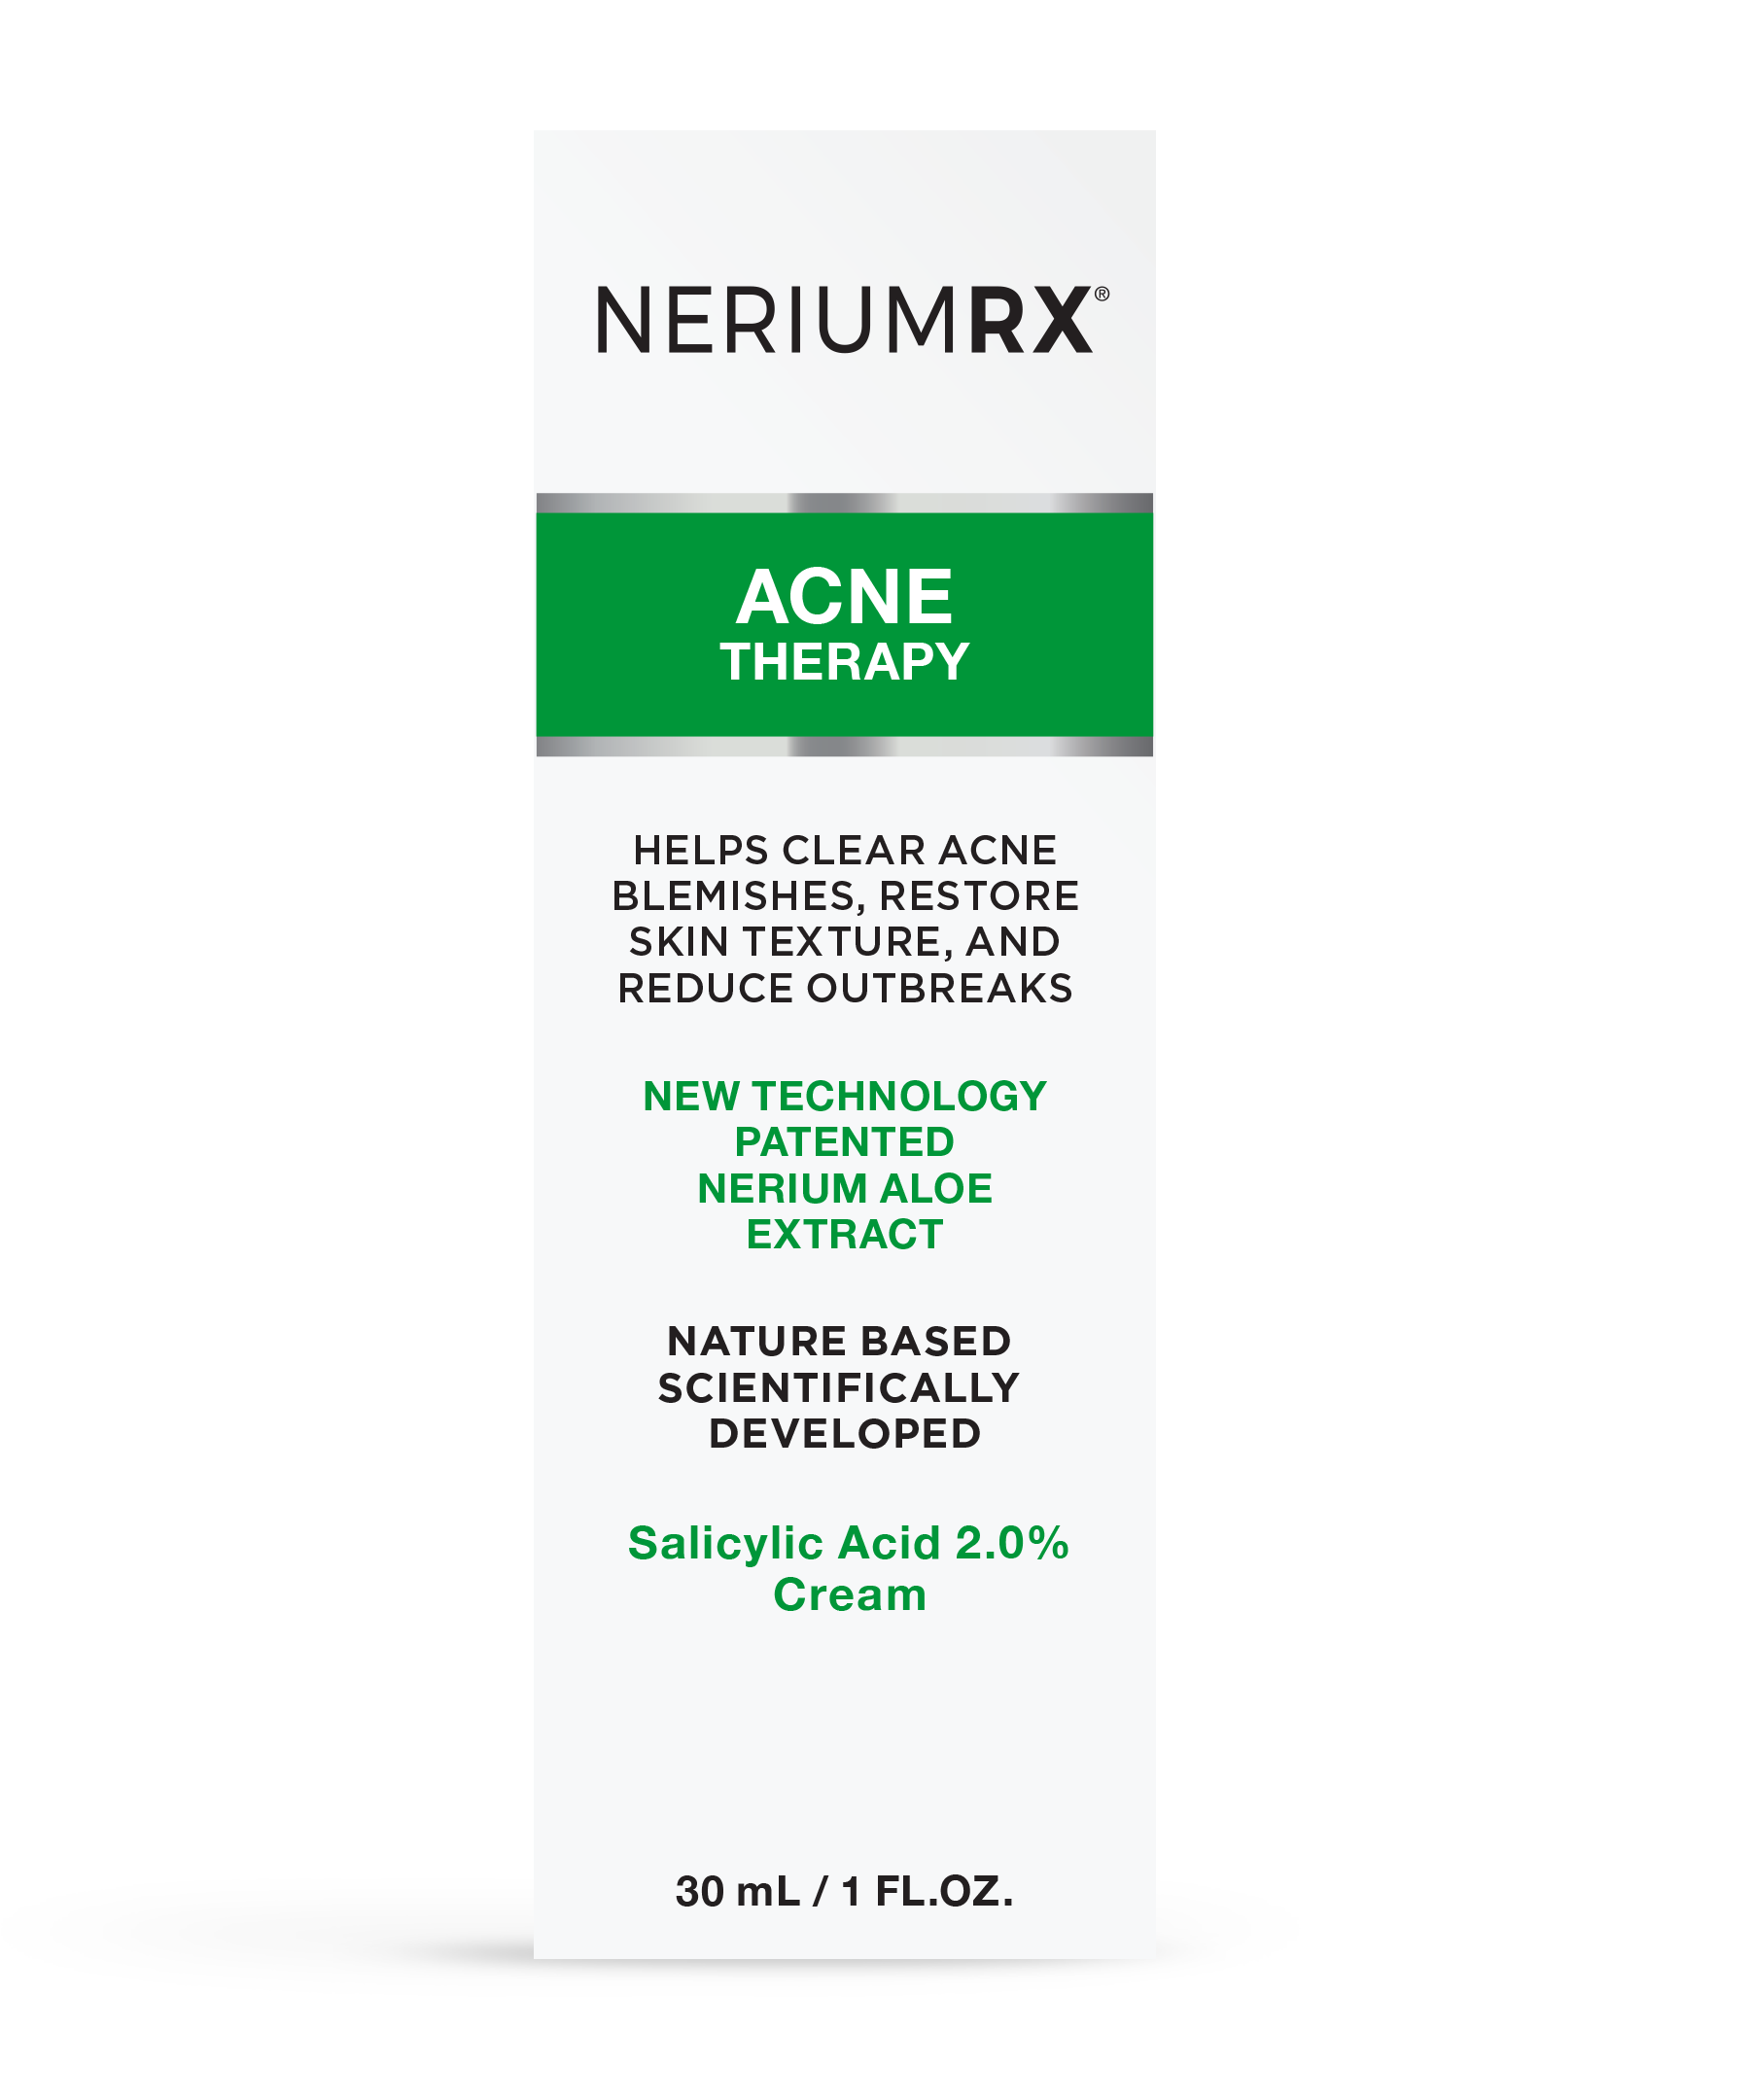 NERIUMRX®
ACNE
THERAPY
HELPS CLEAR ACNE
BLEMISHES, RESTORE
SKIN TEXTURE, AND
REDUCE OUTBREAKS
NEW TECHNOLOGY
PATENTED
NERIUM ALOE
EXTRACT
NATURE BASED
SCIENTIFICALLY
DEVELOPED
Salicylic Acid 2.0%
Cream
30 mL / 1 FL.OZ.